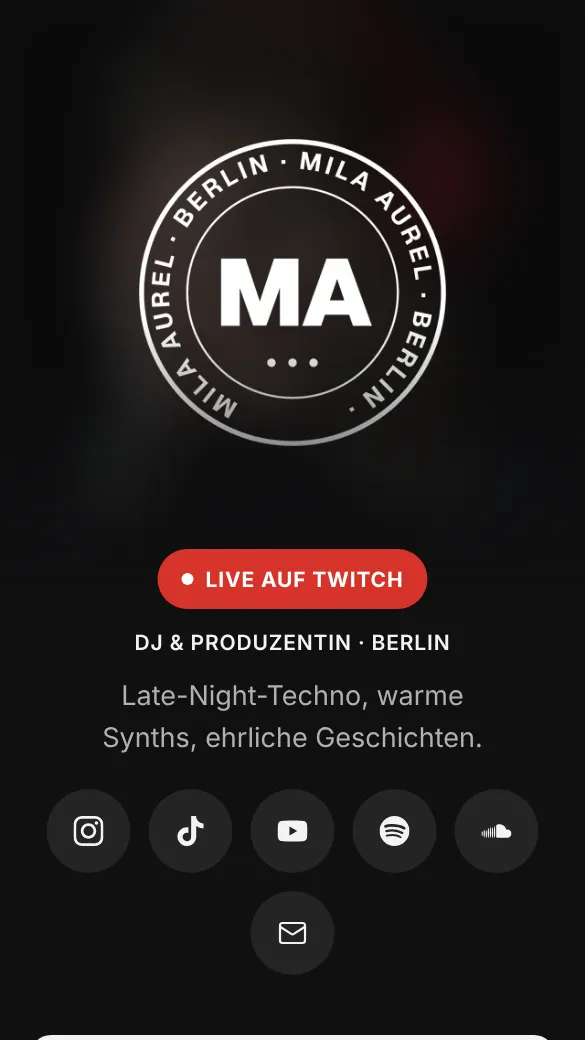 MILA AUREL · BERLIN · MILA AUREL · BERLIN ·
MA
LIVE AUF TWITCH
DJ & PRODUZENTIN · BERLIN
Late-Night-Techno, warme
Synths, ehrliche Geschichten.